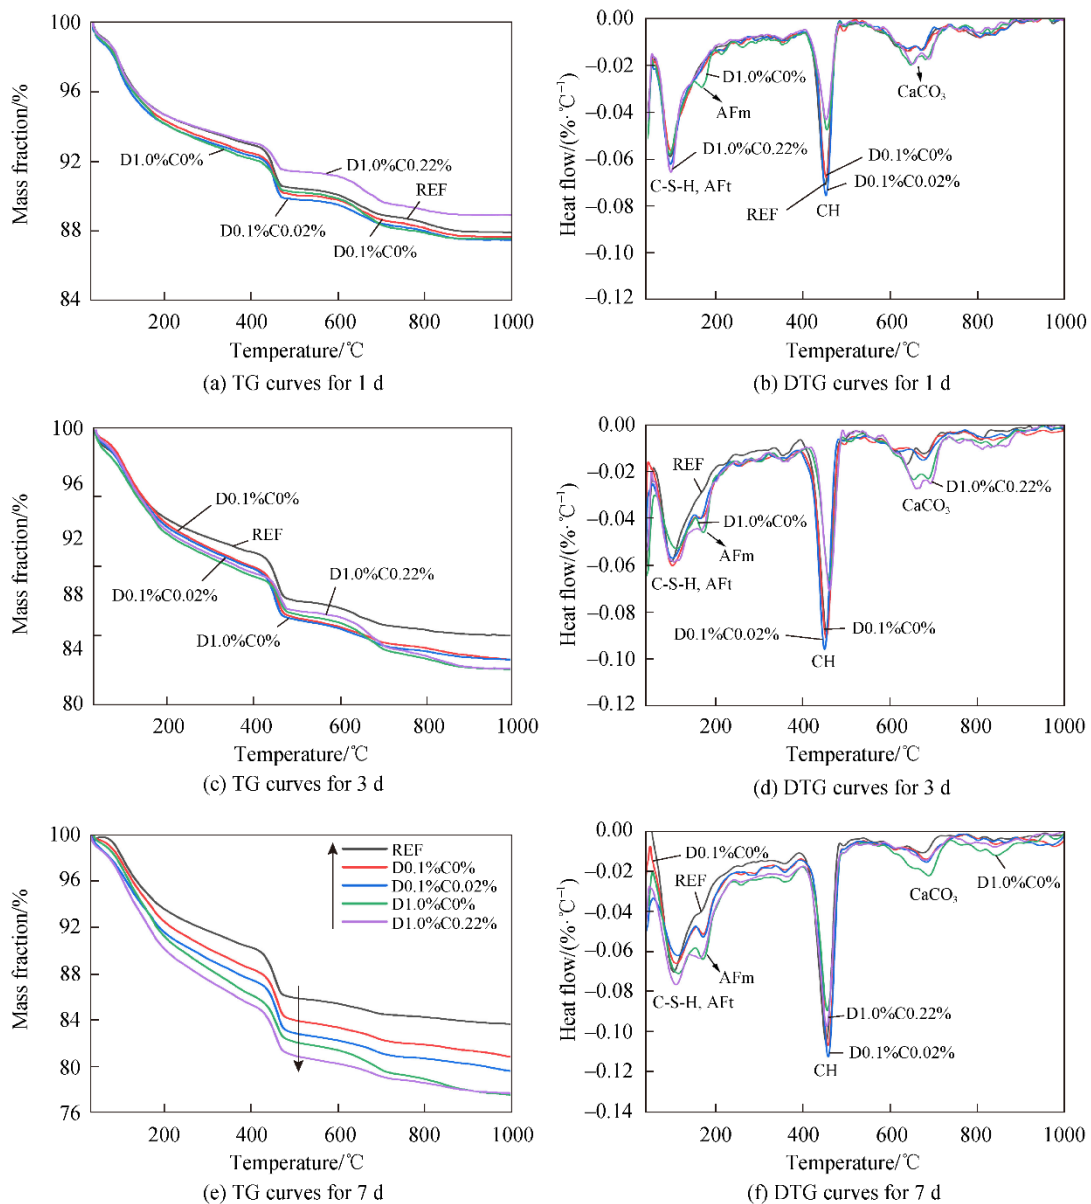 100
96
92
88
84
Mass fraction/%
D1.0%C0%
D1.0%C0.22%
REF
D0.1%C0.02%
D0.1%C0%
200
400
600
800
1000
Temperature/℃
(a) TG curves for 1 d
0.00
−0.02
−0.04
−0.06
−0.08
−0.10
−0.12
Heat flow/(%·℃⁻¹)
D1.0%C0%
AFm
CaCO₃
D1.0%C0.22%
C-S-H, AFt
D0.1%C0%
D0.1%C0.02%
REF
CH
200
400
600
800
1000
Temperature/℃
(b) DTG curves for 1 d
100
96
92
88
84
80
Mass fraction/%
D0.1%C0%
REF
D0.1%C0.02%
D1.0%C0.22%
D1.0%C0%
200
400
600
800
1000
Temperature/℃
(c) TG curves for 3 d
0.00
−0.02
−0.04
−0.06
−0.08
−0.10
−0.12
Heat flow/(%·℃⁻¹)
REF
D1.0%C0%
AFm
C-S-H, AFt
D1.0%C0.22%
CaCO₃
D0.1%C0.02%
D0.1%C0%
CH
200
400
600
800
1000
Temperature/℃
(d) DTG curves for 3 d
100
96
92
88
84
80
76
Mass fraction/%
REF
D0.1%C0%
D0.1%C0.02%
D1.0%C0%
D1.0%C0.22%
200
400
600
800
1000
Temperature/℃
(e) TG curves for 7 d
0.00
−0.02
−0.04
−0.06
−0.08
−0.10
−0.12
−0.14
Heat flow/(%·℃⁻¹)
D0.1%C0%
REF
CaCO₃
D1.0%C0%
AFm
C-S-H, AFt
D1.0%C0.22%
D0.1%C0.02%
CH
200
400
600
800
1000
Temperature/℃
(f) DTG curves for 7 d